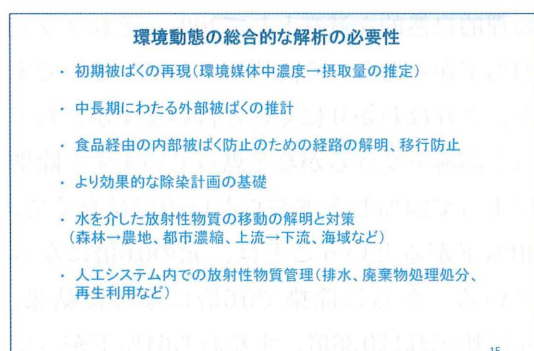 環境動態の総合的な解析の必要性
・ 初期被ばくの再現(環境媒体中濃度→摂取量の推定)
・ 中長期にわたる外部被ばくの推計
・ 食品経由の内部被ばく防止のための経路の解明、移行防止
・ より効果的な除染計画の基礎
・ 水を介した放射性物質の移動の解明と対策
(森林→農地、都市濃縮、上流→下流、海域など)
・ 人工システム内での放射性物質管理(排水、廃棄物処理処分、
再生利用など)
15